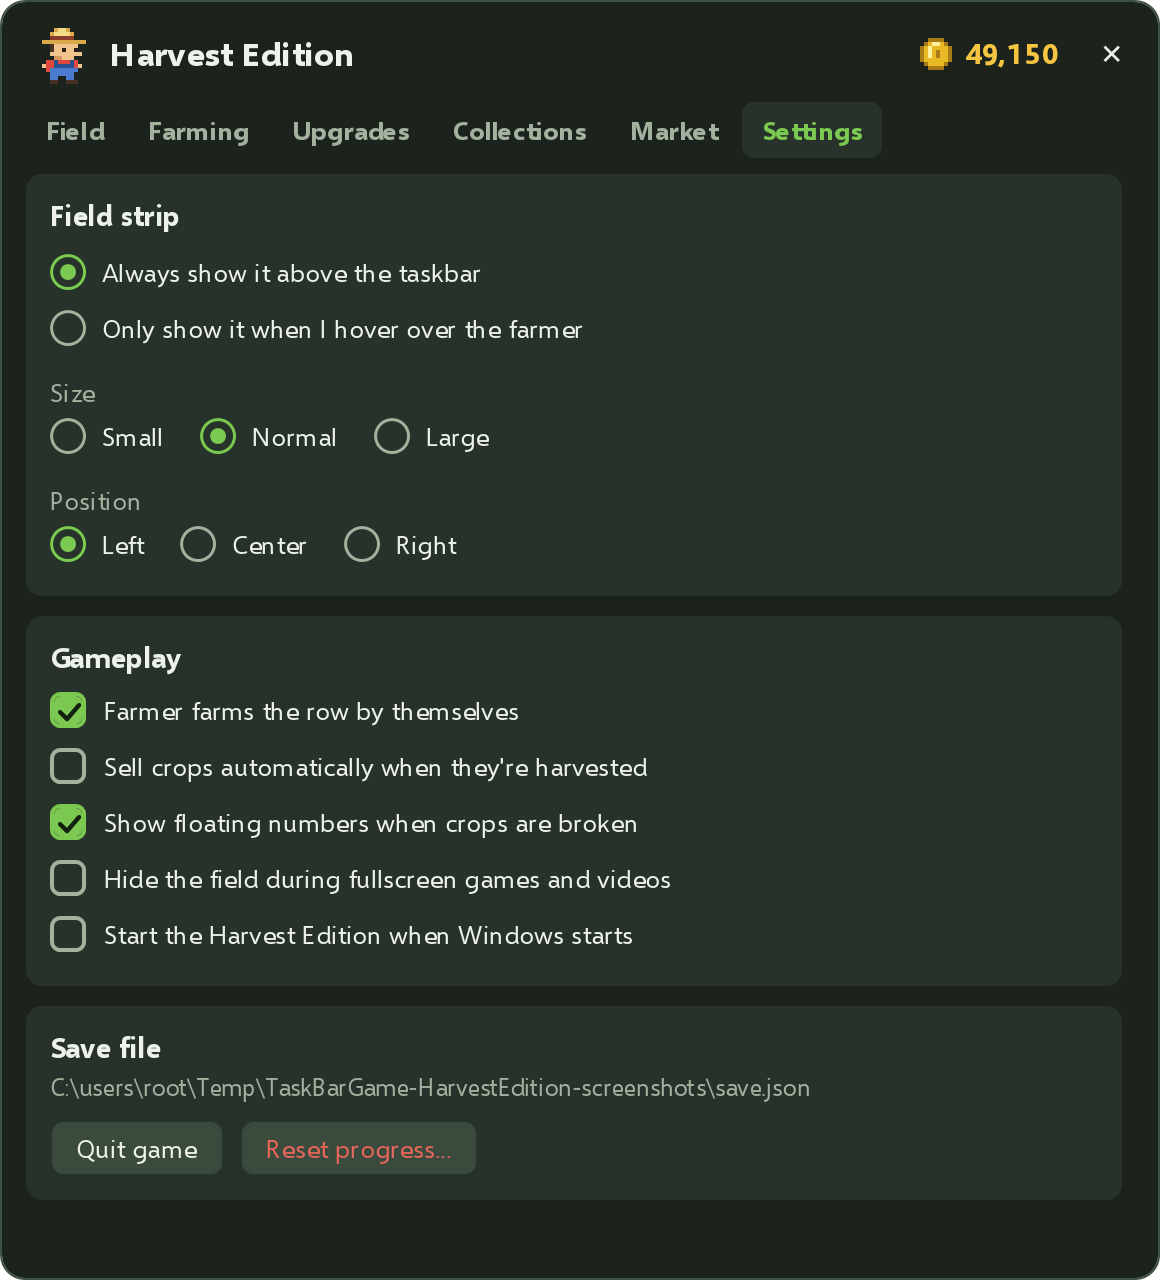 Harvest Edition
49,150
Field Farming Upgrades Collections Market Settings
Field strip
Always show it above the taskbar
Only show it when I hover over the farmer
Size
Small Normal Large
Position
Left Center Right
Gameplay
Farmer farms the row by themselves
Sell crops automatically when they're harvested
Show floating numbers when crops are broken
Hide the field during fullscreen games and videos
Start the Harvest Edition when Windows starts
Save file
C:\users\root\Temp\TaskBarGame-HarvestEdition-screenshots\save.json
Quit game Reset progress...